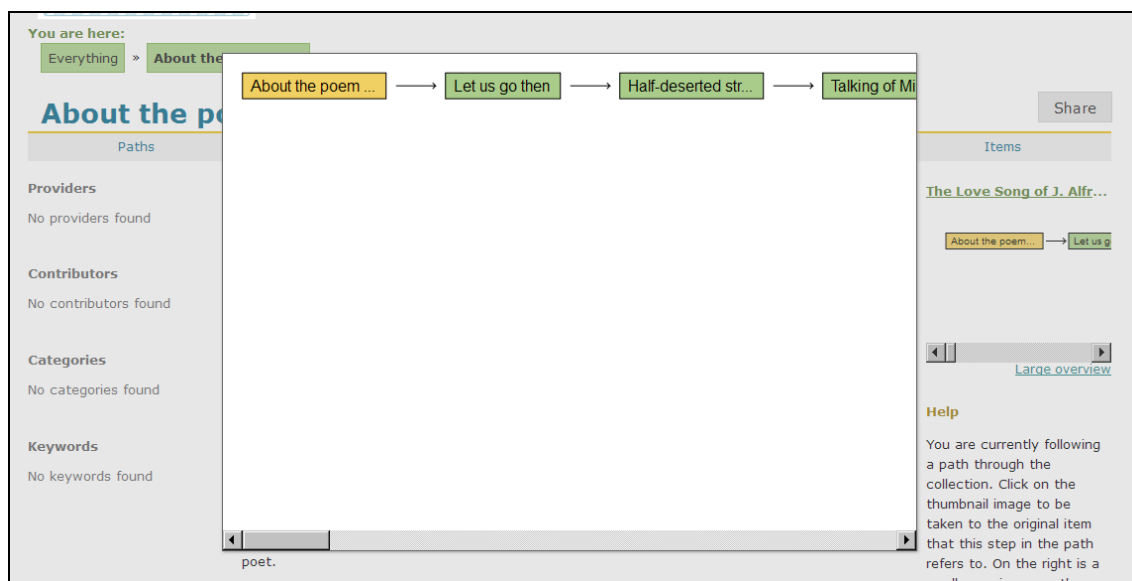 You are here:
Everything » About the
About the poem ... Let us go then Half-deserted str... Talking of Mi
About the po
Share
Paths
Items
Providers
No providers found
Contributors
No contributors found
Categories
No categories found
Keywords
No keywords found
poet.
The Love Song of J. Alfr...
About the poem... Let us g
Large overview
Help
You are currently following
a path through the
collection. Click on the
thumbnail image to be
taken to the original item
that this step in the path
refers to. On the right is a